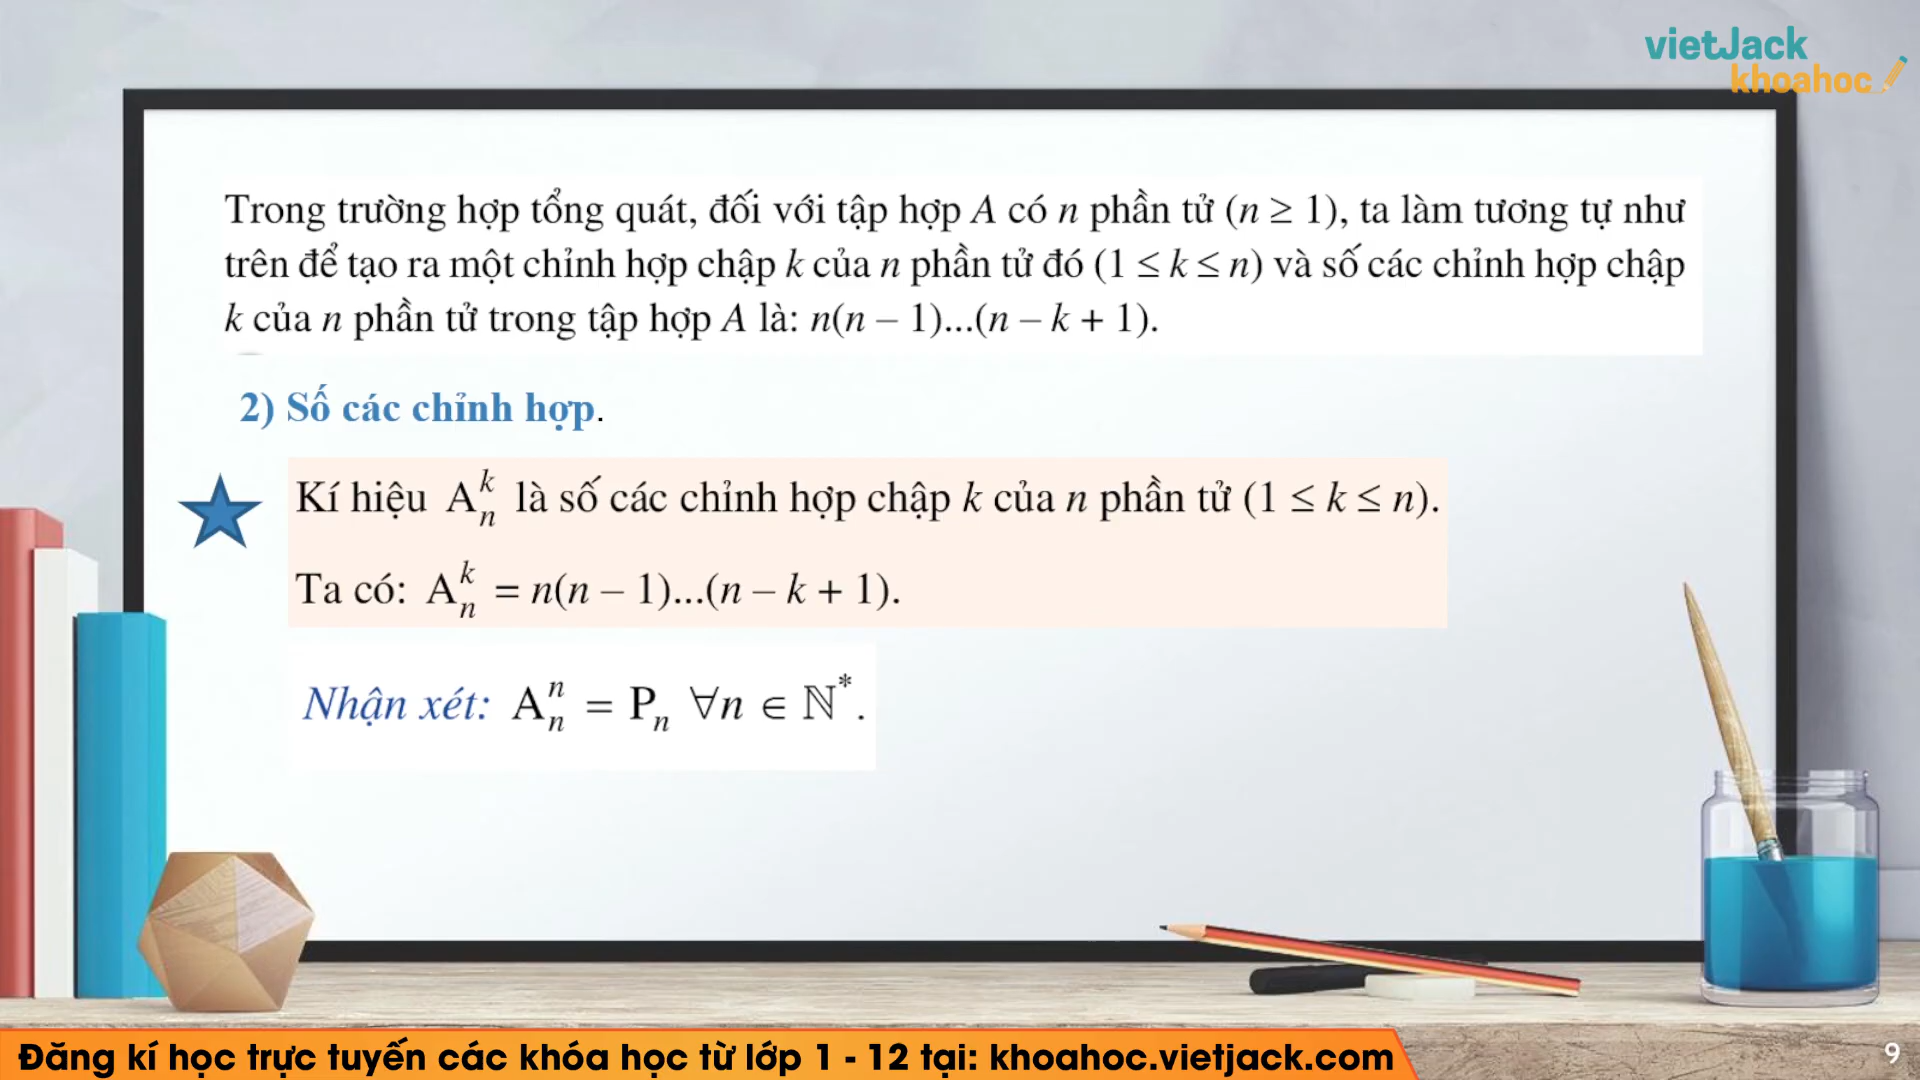 vietJack
khoahoc
Trong trường hợp tổng quát, đối với tập hợp A có n phần tử (n ≥ 1), ta làm tương tự như
trên để tạo ra một chỉnh hợp chập k của n phần tử đó (1 ≤ k ≤ n) và số các chỉnh hợp chập
k của n phần tử trong tập hợp A là: n(n – 1)...(n – k + 1).
2) Số các chỉnh hợp.
Kí hiệu A_n^k là số các chỉnh hợp chập k của n phần tử (1 ≤ k ≤ n).
Ta có: A_n^k = n(n – 1)...(n – k + 1).
Nhận xét: A_n^n = P_n ∀n ∈ ℕ*.
Đăng kí học trực tuyến các khóa học từ lớp 1 - 12 tại: khoahoc.vietjack.com
9